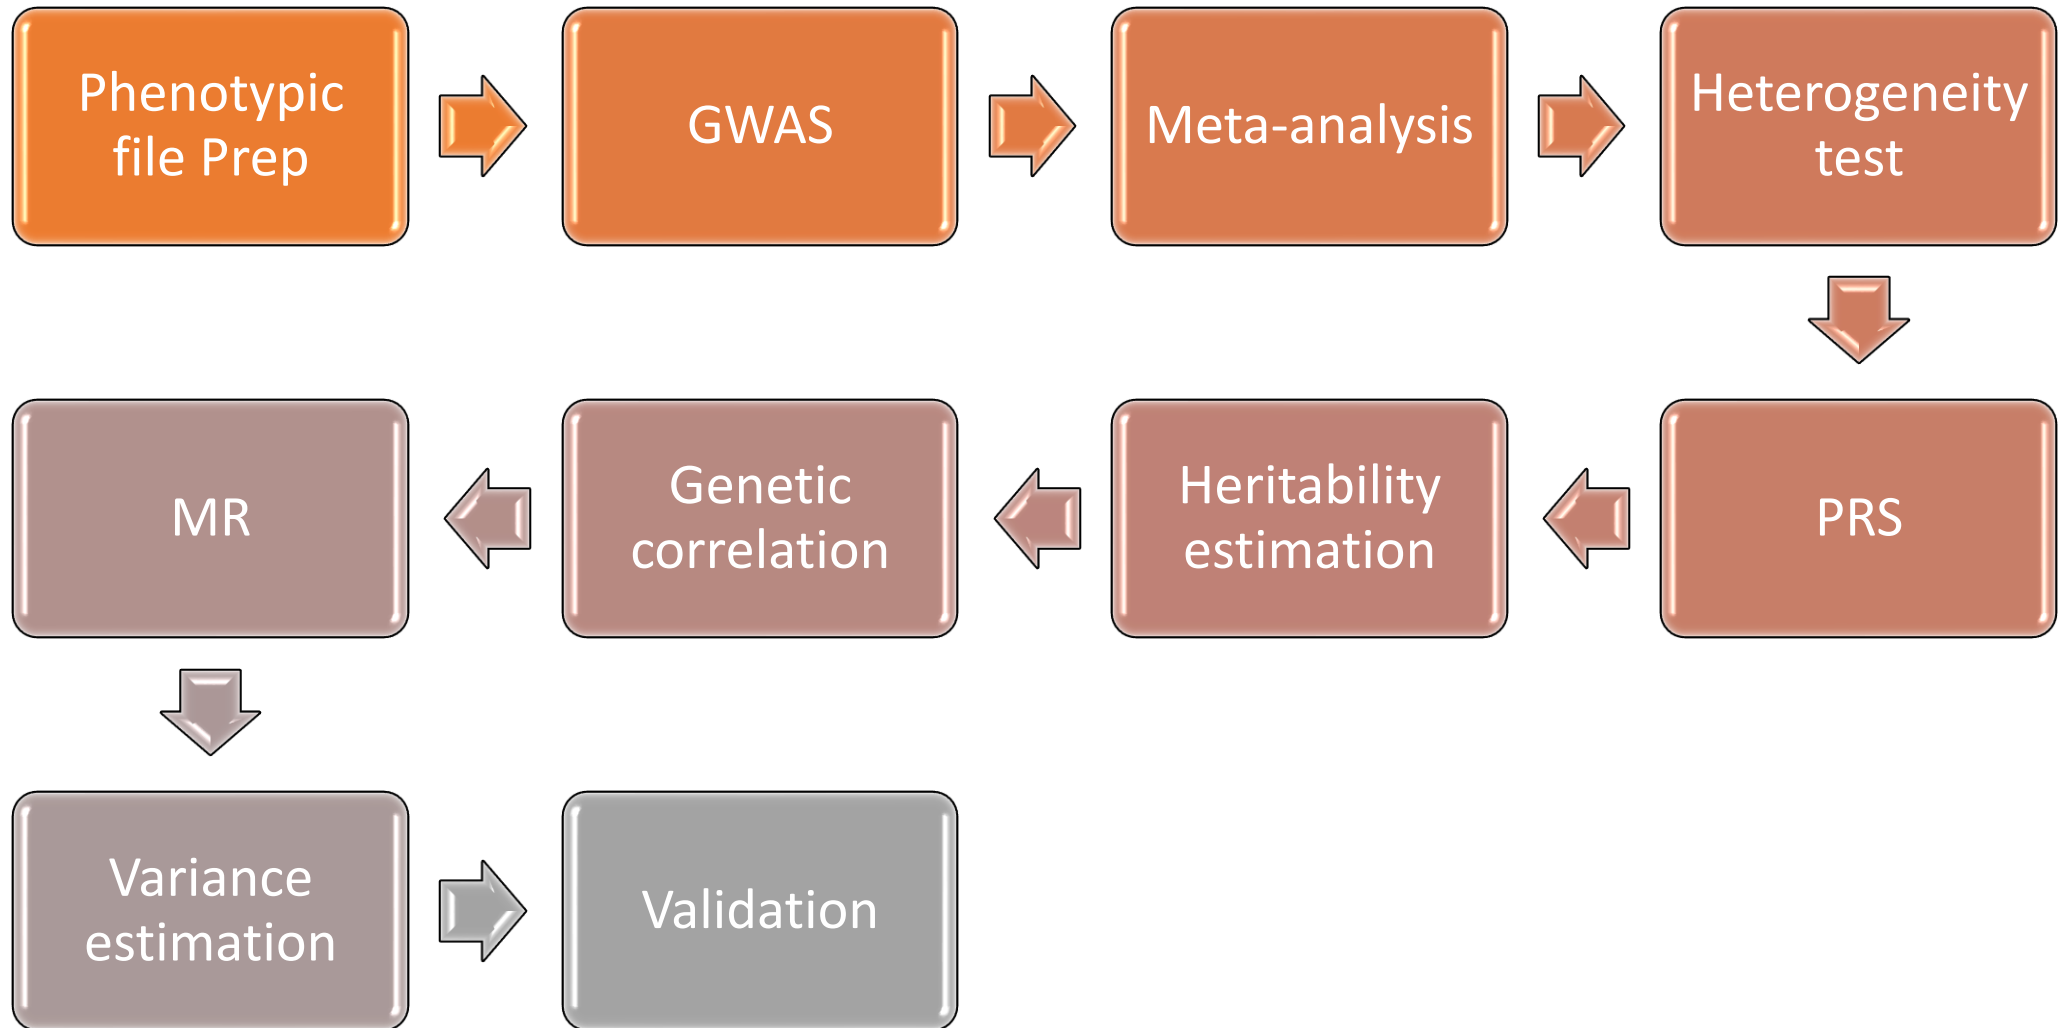 Phenotypic
file Prep
GWAS
Meta-analysis
Heterogeneity
test
PRS
Heritability
estimation
Genetic
correlation
MR
Variance
estimation
Validation